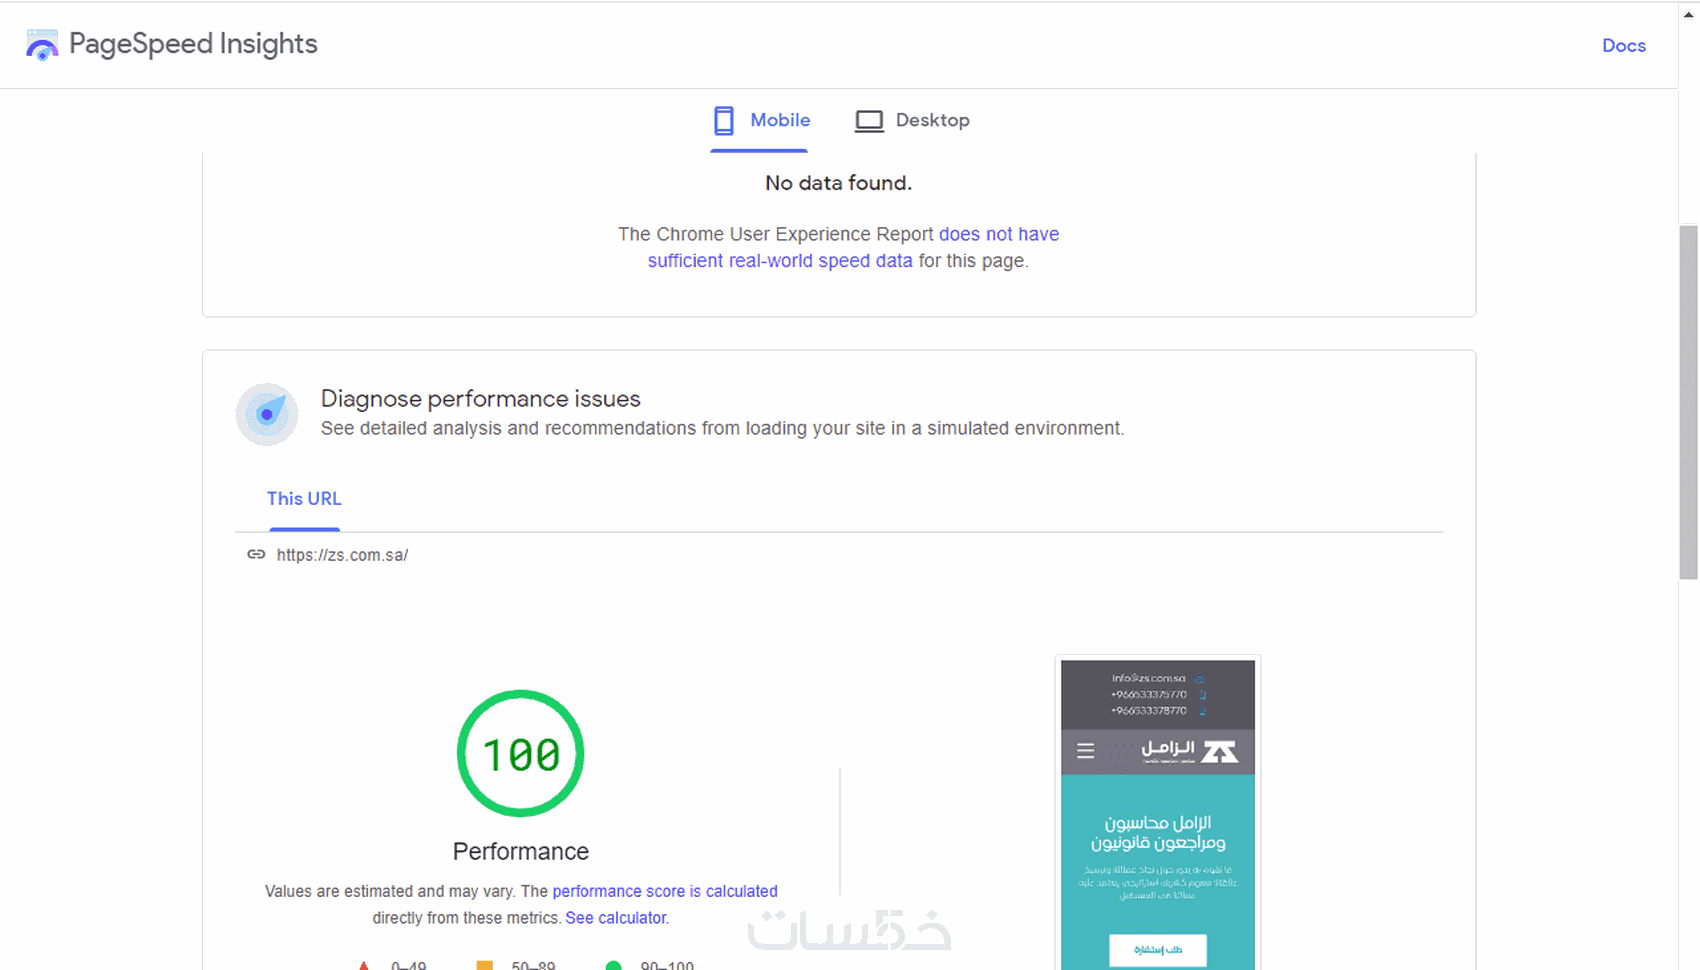 PageSpeed Insights
Docs
Mobile
Desktop
No data found.
The Chrome User Experience Report does not have
sufficient real-world speed data for this page.
Diagnose performance issues
See detailed analysis and recommendations from loading your site in a simulated environment.
This URL
https://zs.com.sa/
100
Performance
Values are estimated and may vary. The performance score is calculated
directly from these metrics. See calculator.
0–49
50–89
90–100
info@zs.com.sa
+966533375770
+966533378770
الزامل
الزامل محاسبون
ومراجعون قانونيون
طلب إستشارة
خمسات